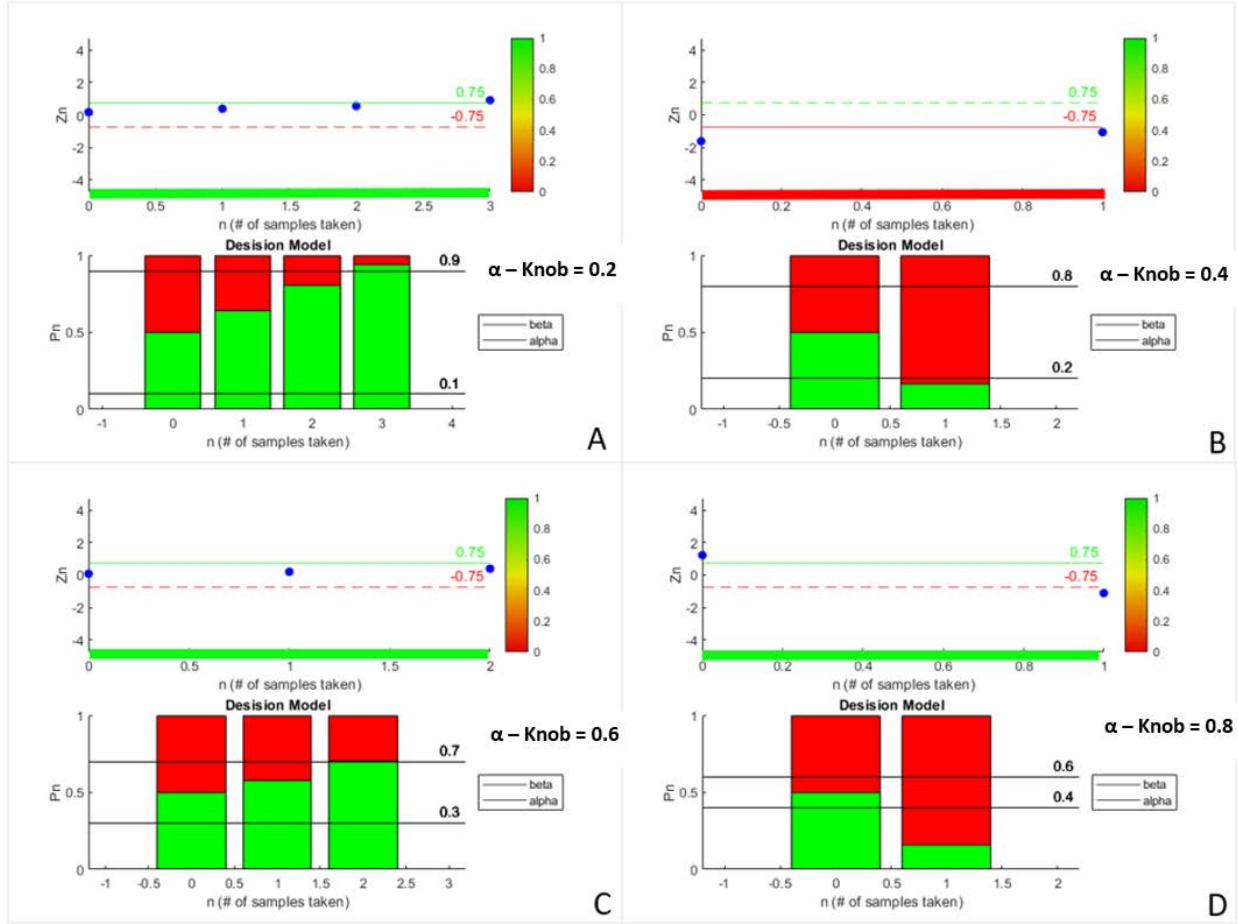 4
2
0
-2
-4
Zn
0.75
-0.75
1
0.8
0.6
0.4
0.2
0
0 0.5 1 1.5 2 2.5 3
n (# of samples taken)
Desision Model
1
0.5
0
Pn
0.9
0.1
α – Knob = 0.2
beta
alpha
-1 0 1 2 3 4
n (# of samples taken)
A
4
2
0
-2
-4
Zn
0.75
-0.75
1
0.8
0.6
0.4
0.2
0
0 0.2 0.4 0.6 0.8 1
n (# of samples taken)
Desision Model
1
0.5
0
Pn
0.8
0.2
α – Knob = 0.4
beta
alpha
-1 -0.5 0 0.5 1 1.5 2
n (# of samples taken)
B
4
2
0
-2
-4
Zn
0.75
-0.75
1
0.8
0.6
0.4
0.2
0
0 0.5 1 1.5 2
n (# of samples taken)
Desision Model
1
0.5
0
Pn
0.7
0.3
α – Knob = 0.6
beta
alpha
-1 -0.5 0 0.5 1 1.5 2 2.5 3
n (# of samples taken)
C
4
2
0
-2
-4
Zn
0.75
-0.75
1
0.8
0.6
0.4
0.2
0
0 0.2 0.4 0.6 0.8 1
n (# of samples taken)
Desision Model
1
0.5
0
Pn
0.6
0.4
α – Knob = 0.8
beta
alpha
-1 -0.5 0 0.5 1 1.5 2
n (# of samples taken)
D